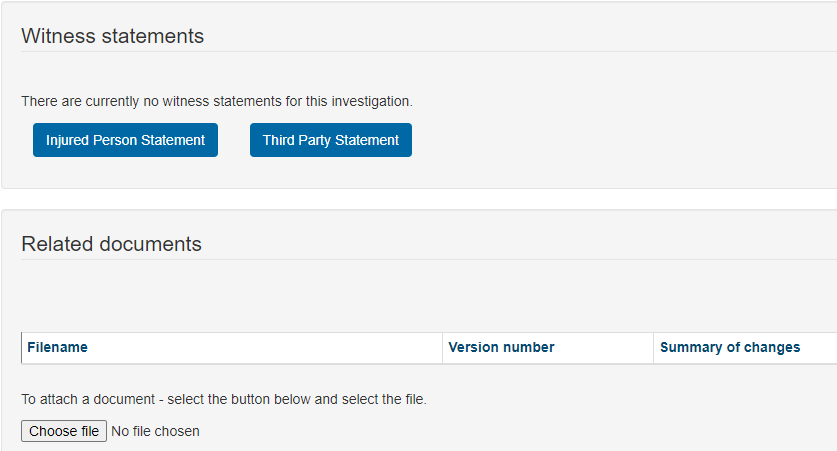 Witness statements
There are currently no witness statements for this investigation.
Injured Person Statement Third Party Statement
Related documents
Filename Version number Summary of changes
To attach a document - select the button below and select the file.
Choose file No file chosen